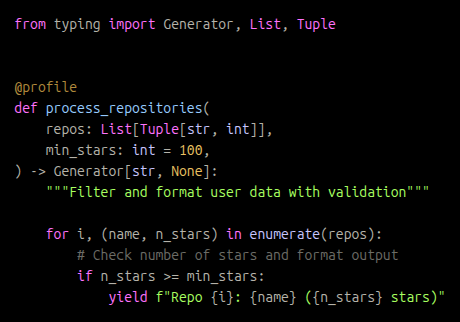 from typing import Generator, List, Tuple
@profile
def process_repositories(
    repos: List[Tuple[str, int]],
    min_stars: int = 100,
) -> Generator[str, None]:
    """Filter and format user data with validation"""
    for i, (name, n_stars) in enumerate(repos):
        # Check number of stars and format output
        if n_stars >= min_stars:
            yield f"Repo {i}: {name} ({n_stars} stars)"